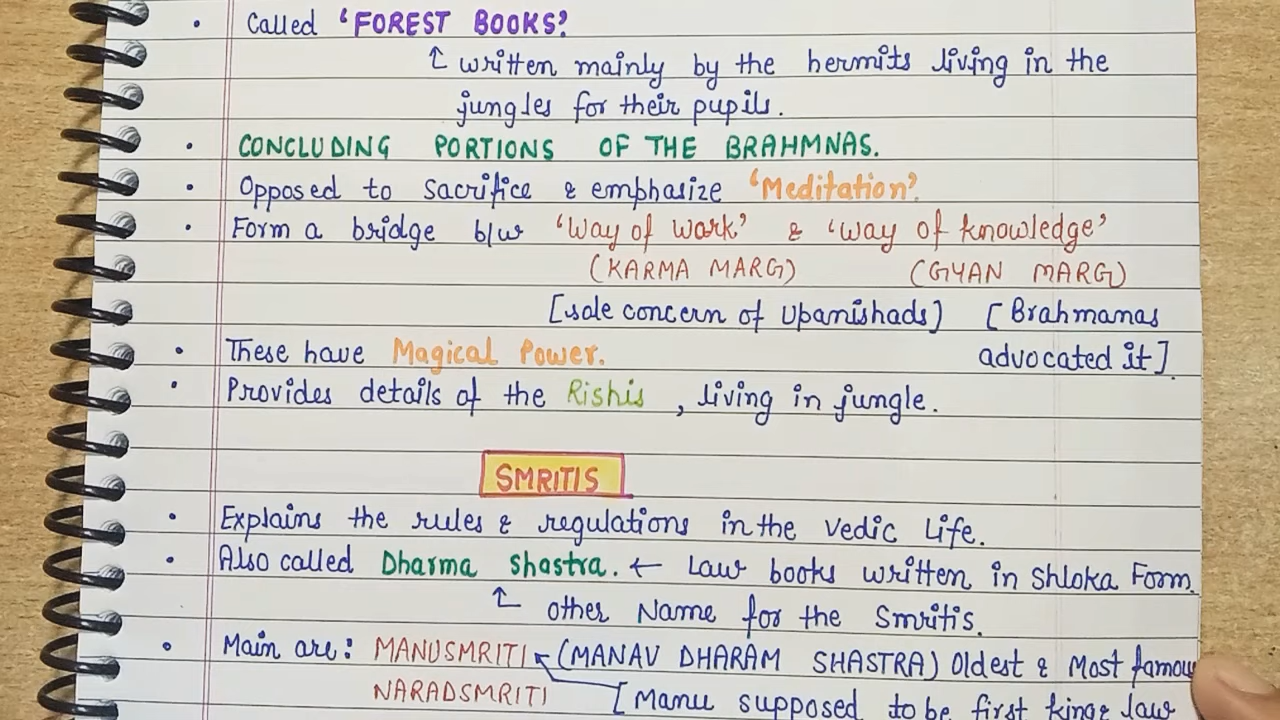 • Called 'FOREST BOOKS'.
↑ written mainly by the hermits living in the
jungles for their pupils.
• CONCLUDING PORTIONS OF THE BRAHMNAS.
• Opposed to sacrifice & emphasize 'Meditation'.
• Form a bridge b/w 'Way of work' & 'way of knowledge'
(KARMA MARG) (GYAN MARG)
[sole concern of Upanishads] [Brahmanas
advocated it]
• These have Magical Power.
• Provides details of the Rishis, living in jungle.
SMRITIS
• Explains the rules & regulations in the Vedic Life.
• Also called Dharma Shastra. ← Law books written in Shloka Form.
↑ other Name for the Smritis.
• Main are: MANUSMRITI (MANAV DHARAM SHASTRA) Oldest & Most famou
NARADSMRITI [Manu supposed to be first king & law